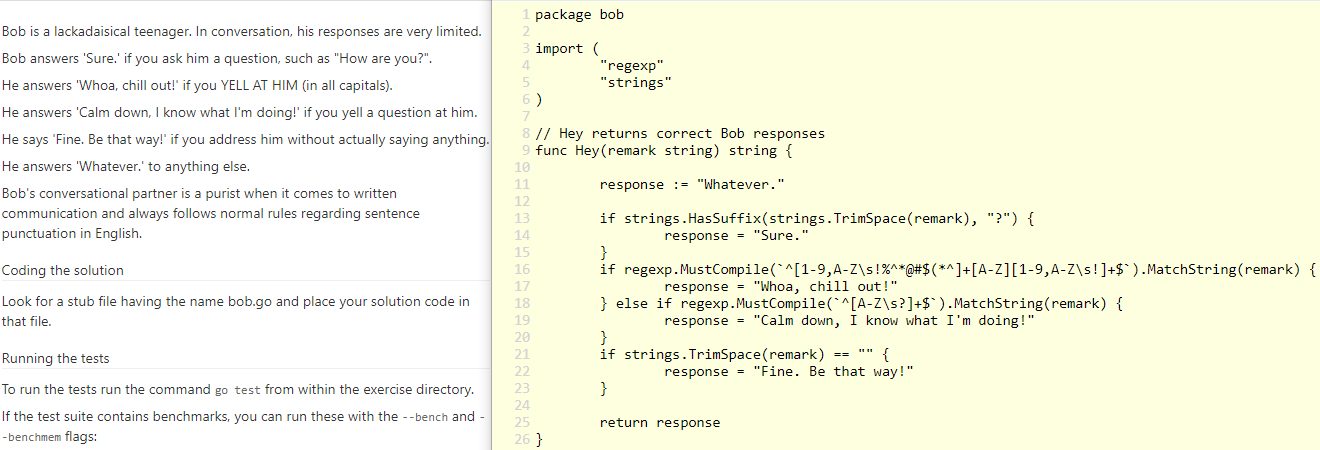 Bob is a lackadaisical teenager. In conversation, his responses are very limited.
Bob answers 'Sure.' if you ask him a question, such as "How are you?".
He answers 'Whoa, chill out!' if you YELL AT HIM (in all capitals).
He answers 'Calm down, I know what I'm doing!' if you yell a question at him.
He says 'Fine. Be that way!' if you address him without actually saying anything.
He answers 'Whatever.' to anything else.
Bob's conversational partner is a purist when it comes to written
communication and always follows normal rules regarding sentence
punctuation in English.
Coding the solution
Look for a stub file having the name bob.go and place your solution code in
that file.
Running the tests
To run the tests run the command go test from within the exercise directory.
If the test suite contains benchmarks, you can run these with the --bench and -
-benchmem flags:
1 package bob
2
3 import (
4 "regexp"
5 "strings"
6 )
7
8 // Hey returns correct Bob responses
9 func Hey(remark string) string {
10
11 response := "Whatever."
12
13 if strings.HasSuffix(strings.TrimSpace(remark), "?") {
14 response = "Sure."
15 }
16 if regexp.MustCompile(`^[1-9,A-Z\s!%^*@#$(*^]+[A-Z][1-9,A-Z\s!]+$`).MatchString(remark) {
17 response = "Whoa, chill out!"
18 } else if regexp.MustCompile(`^[A-Z\s?]+$`).MatchString(remark) {
19 response = "Calm down, I know what I'm doing!"
20 }
21 if strings.TrimSpace(remark) == "" {
22 response = "Fine. Be that way!"
23 }
24
25 return response
26 }